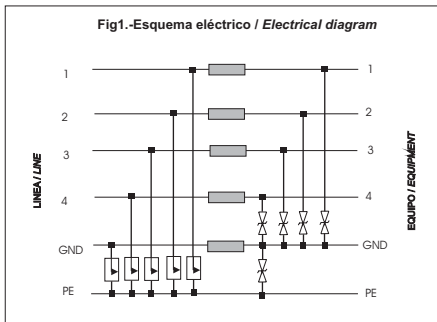 Fig1.-Esquema eléctrico / Electrical diagram
1 1
2 2
3 3
4 4
GND GND
PE PE
LINEA / LINE
EQUIPO / EQUIPMENT